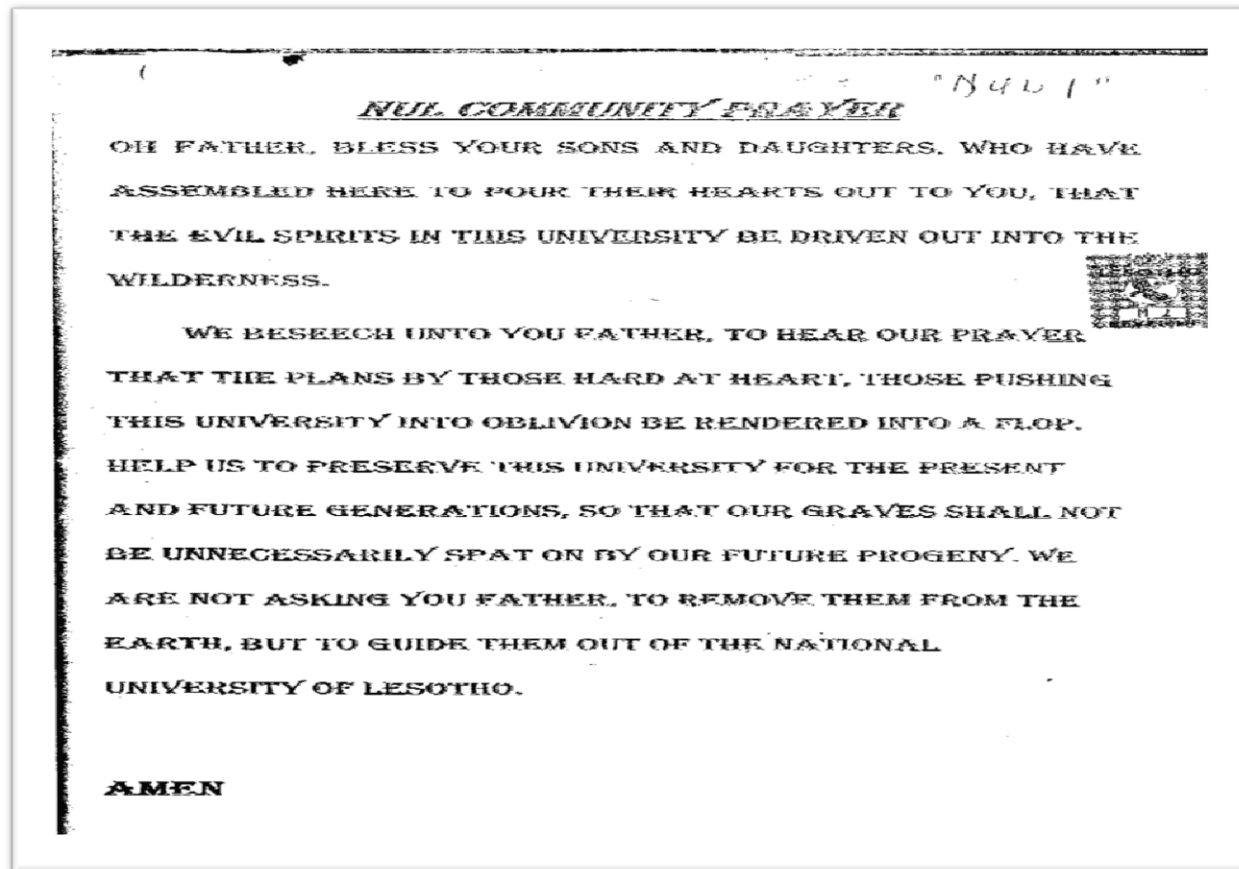 "NUL 1"
NUL COMMUNITY PRAYER
OH FATHER, BLESS YOUR SONS AND DAUGHTERS, WHO HAVE
ASSEMBLED HERE TO POUR THEIR HEARTS OUT TO YOU, THAT
THE EVIL SPIRITS IN THIS UNIVERSITY BE DRIVEN OUT INTO THE
WILDERNESS.
LESOTHO
M 1
WE BESEECH UNTO YOU FATHER, TO HEAR OUR PRAYER
THAT THE PLANS BY THOSE HARD AT HEART, THOSE PUSHING
THIS UNIVERSITY INTO OBLIVION BE RENDERED INTO A FLOP.
HELP US TO PRESERVE THIS UNIVERSITY FOR THE PRESENT
AND FUTURE GENERATIONS, SO THAT OUR GRAVES SHALL NOT
BE UNNECESSARILY SPAT ON BY OUR FUTURE PROGENY. WE
ARE NOT ASKING YOU FATHER, TO REMOVE THEM FROM THE
EARTH, BUT TO GUIDE THEM OUT OF THE NATIONAL
UNIVERSITY OF LESOTHO.
AMEN